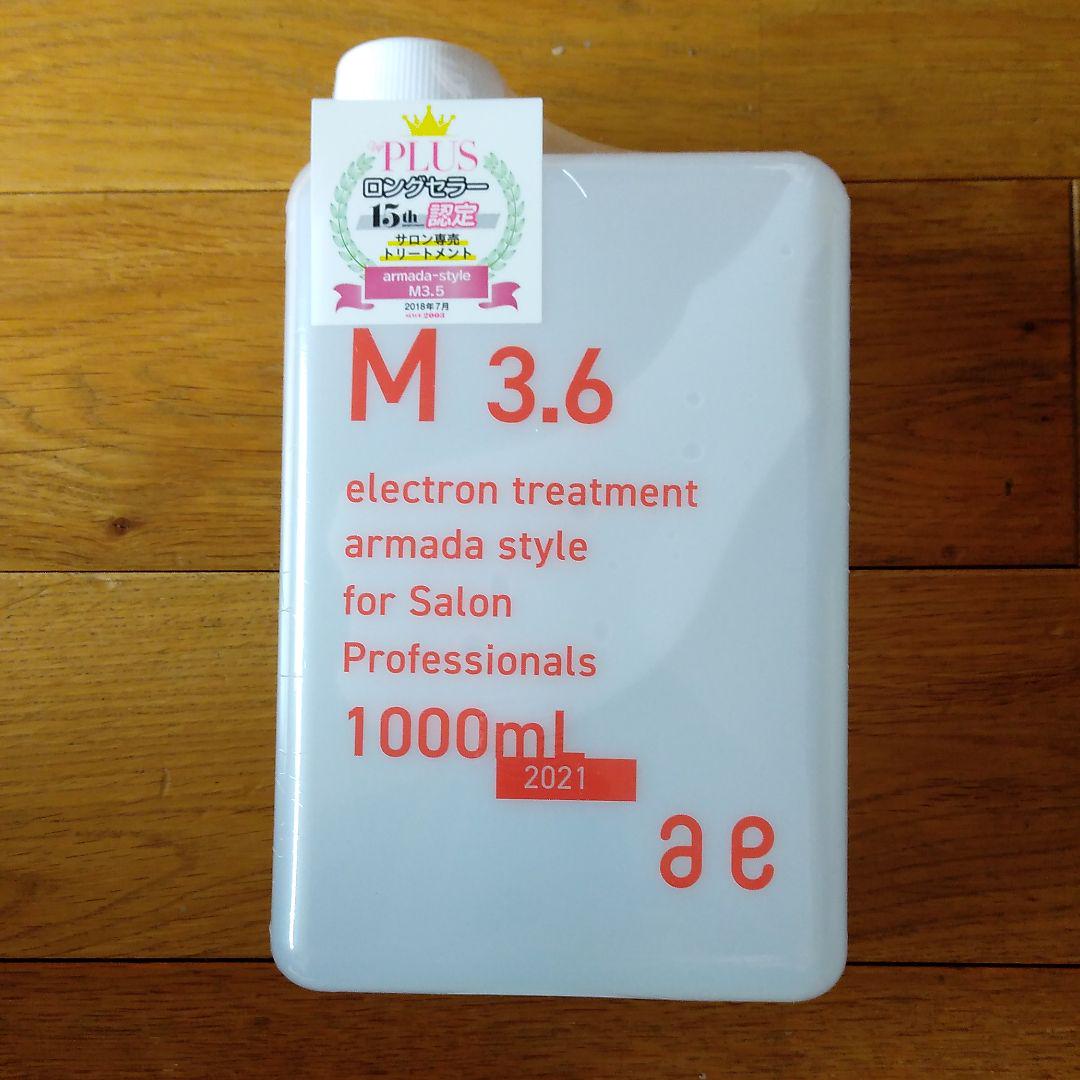 PLUS
ロングセラー
15th 認定
サロン専売
トリートメント
armada-style
M3.5
2018年7月
SINCE 2003
M 3.6
electron treatment
armada style
for Salon
Professionals
1000mL
2021